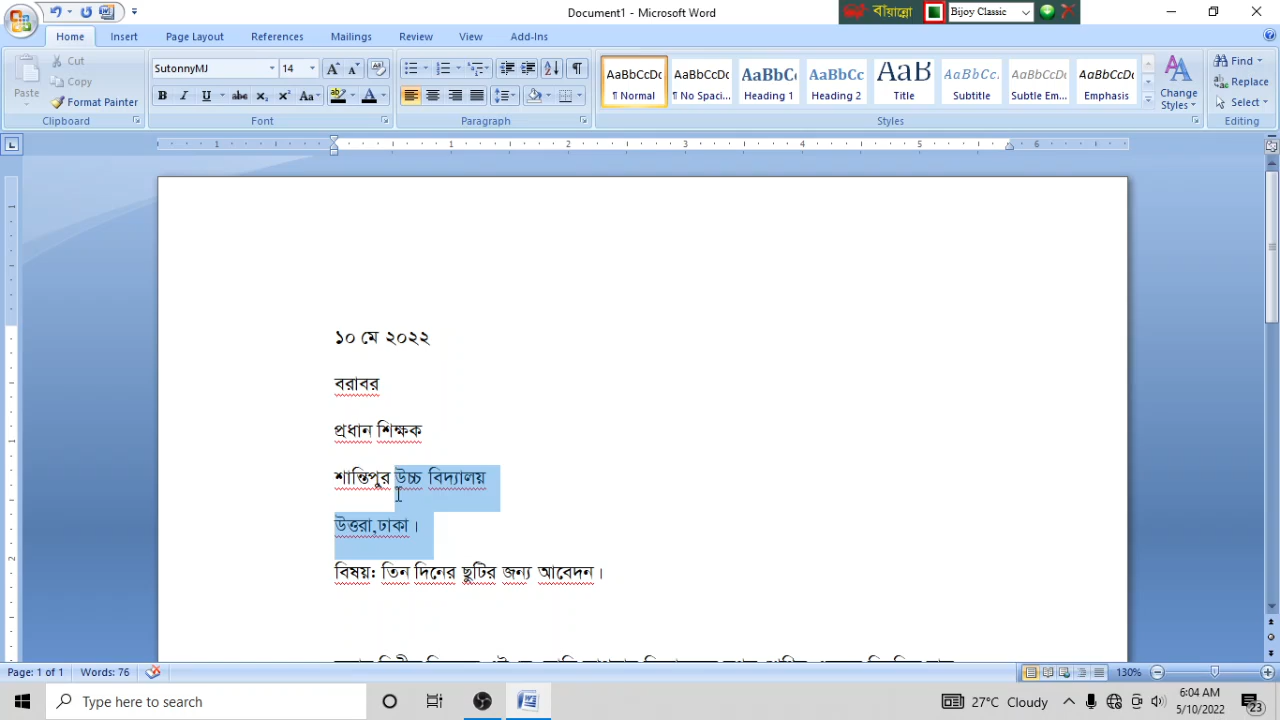 Document1 - Microsoft Word
বায়ান্নো
Bijoy Classic
Home Insert Page Layout References Mailings Review View Add-Ins
Paste
Cut
Copy
Format Painter
Clipboard
SutonnyMJ 14
Font
Paragraph
AaBbCcDc AaBbCcDc AaBbC AaBbCc AaB AaBbCc. AaBbCcDc AaBbCcDc
¶ Normal ¶ No Spaci... Heading 1 Heading 2 Title Subtitle Subtle Em... Emphasis
Change Styles
Styles
Find
Replace
Select
Editing
১০ মে ২০২২
বরাবর
প্রধান শিক্ষক
শান্তিপুর উচ্চ বিদ্যালয়
উত্তরা,ঢাকা।
বিষয়: তিন দিনের ছুটির জন্য আবেদন।
Page: 1 of 1 Words: 76
130%
Type here to search
27°C Cloudy
6:04 AM
5/10/2022
23